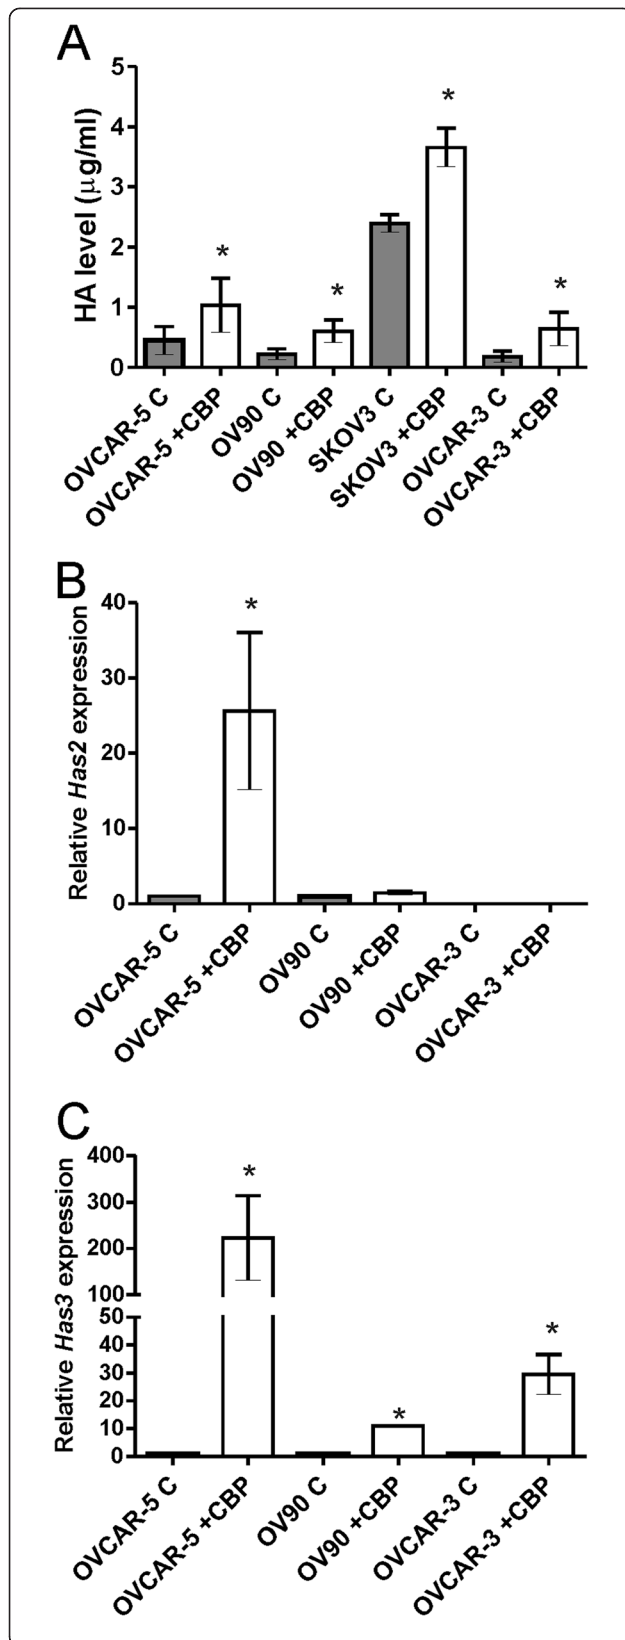 A
HA level (µg/ml)
5
4
3
2
1
0
*
*
*
*
OVCAR-5 C
OVCAR-5 +CBP
OV90 C
OV90 +CBP
SKOV3 C
SKOV3 +CBP
OVCAR-3 C
OVCAR-3 +CBP
B
Relative Has2 expression
40
30
20
10
0
*
OVCAR-5 C
OVCAR-5 +CBP
OV90 C
OV90 +CBP
OVCAR-3 C
OVCAR-3 +CBP
C
Relative Has3 expression
400
300
200
100
50
40
30
20
10
0
*
*
*
OVCAR-5 C
OVCAR-5 +CBP
OV90 C
OV90 +CBP
OVCAR-3 C
OVCAR-3 +CBP